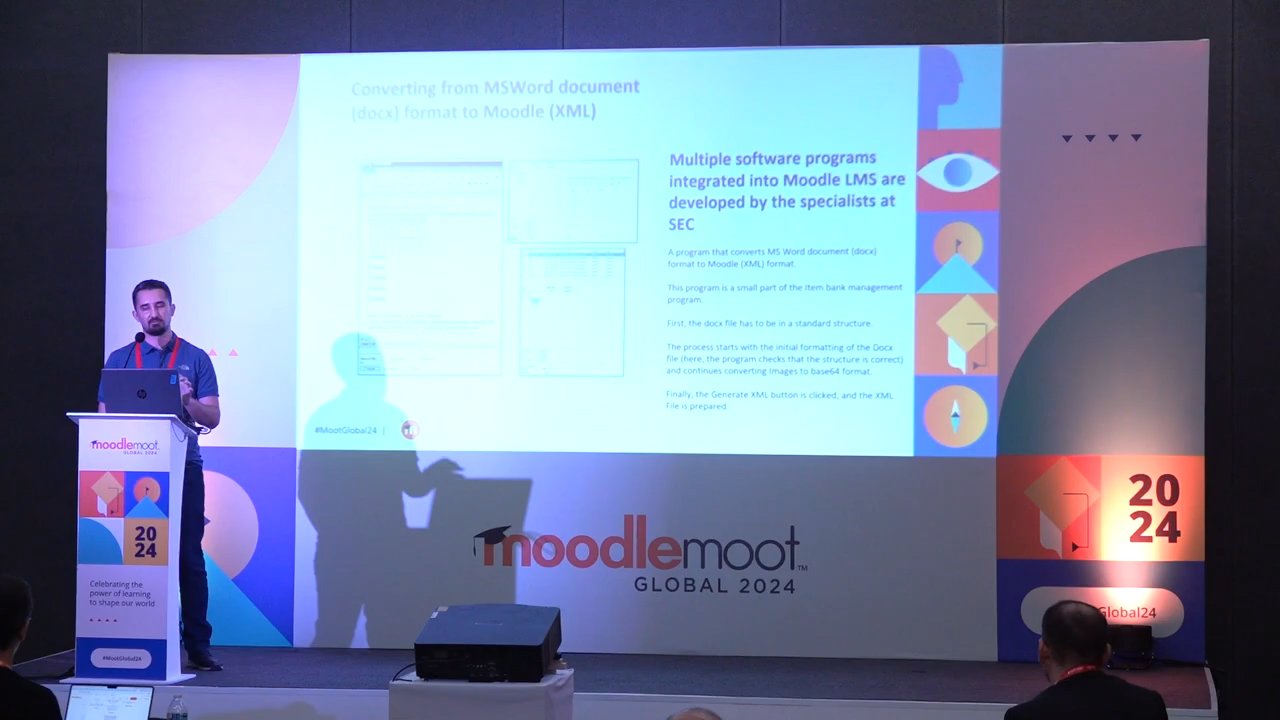 Converting from MSWord document
(docx) format to Moodle (XML)
Multiple software programs
integrated into Moodle LMS are
developed by the specialists at
SEC
A program that converts MS Word document (docx)
format to Moodle (XML) format.
This program is a small part of the item bank management
program.
First, the docx file has to be in a standard structure.
The process starts with the initial formatting of the Docx
file (here, the program checks that the structure is correct)
and continues converting Images to base64 format.
Finally, the Generate XML button is clicked, and the XML
File is prepared.
#MootGlobal24 |
moodlemoot
GLOBAL 2024
20
24
Celebrating the
power of learning
to shape our world
#MootGlobal24
hp
moodlemoot™
GLOBAL 2024
20
24
Global24